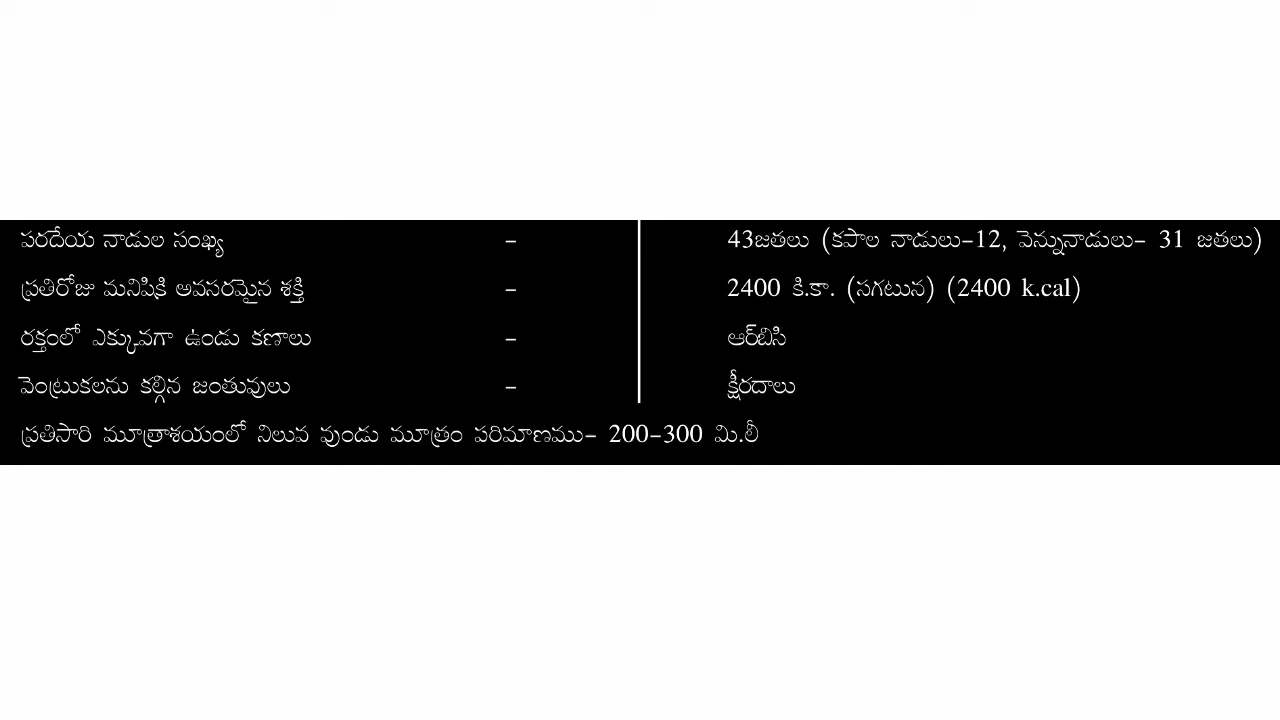 పరదేయ నాడుల సంఖ్య - 43జతలు (కపాల నాడులు-12, వెన్నునాడులు- 31 జతలు)
ప్రతిరోజు మనిషికి అవసరమైన శక్తి - 2400 కి.కా. (సగటున) (2400 k.cal)
రక్తంలో ఎక్కువగా ఉండు కణాలు - ఆర్‌బిసి
వెంట్రుకలను కల్గిన జంతువులు - క్షీరదాలు
ప్రతిసారి మూత్రాశయంలో నిలువ వుండు మూత్రం పరిమాణము- 200-300 మి.లీ